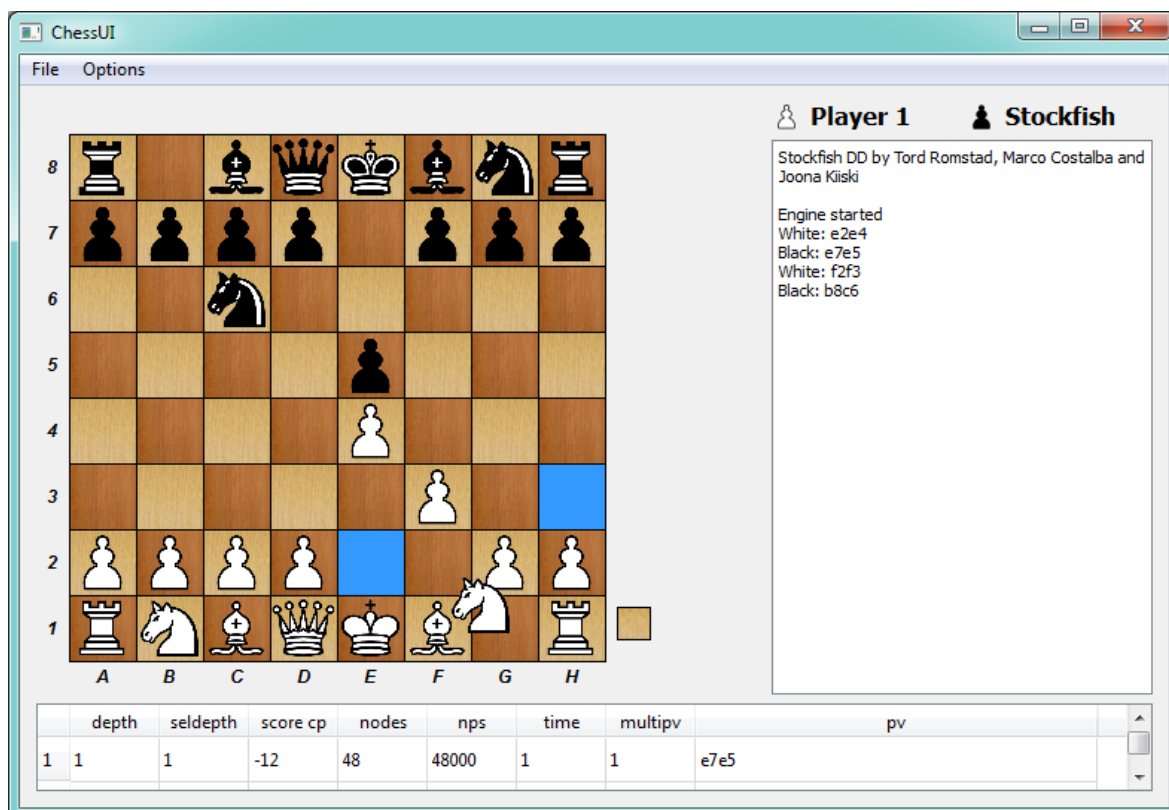 ChessUI
File Options
Player 1 Stockfish
Stockfish DD by Tord Romstad, Marco Costalba and
Joona Kiiski
Engine started
White: e2e4
Black: e7e5
White: f2f3
Black: b8c6
8
7
6
5
4
3
2
1
A B C D E F G H
depth seldepth score cp nodes nps time multipv pv
1 1 1 -12 48 48000 1 1 e7e5